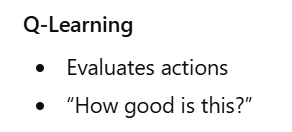 Q-Learning
• Evaluates actions
• “How good is this?”